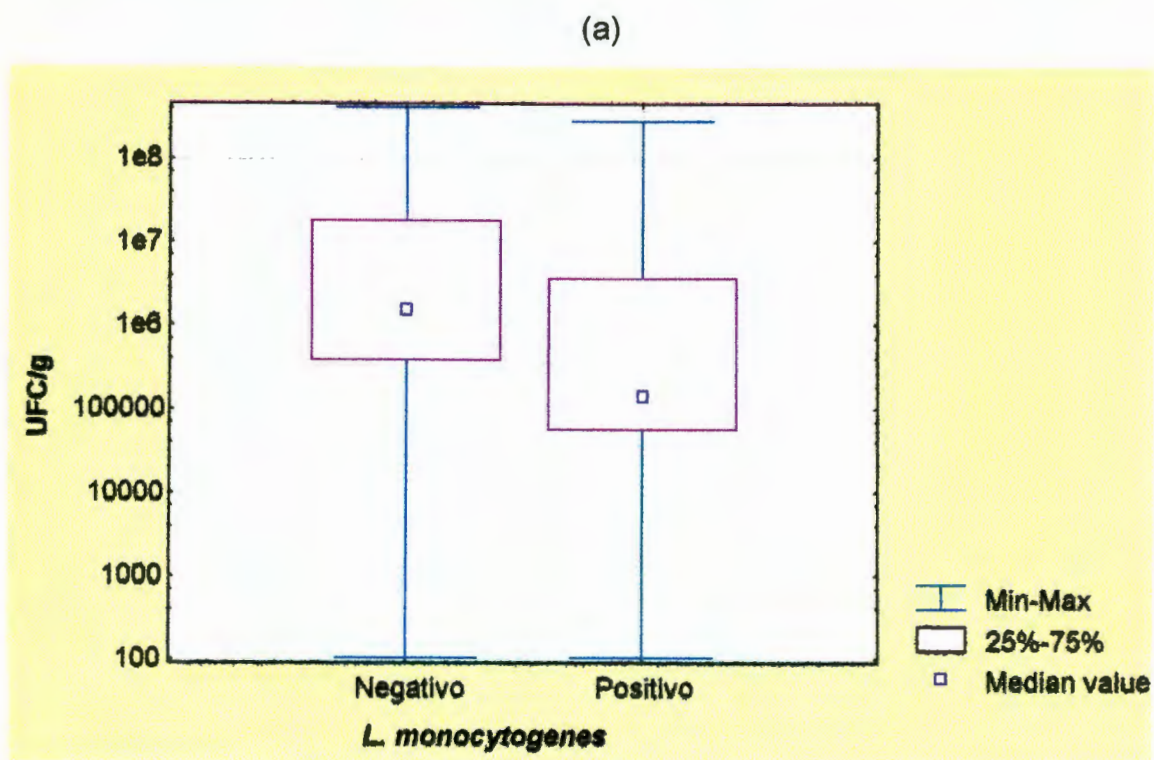 (a)
UFC/g
1e8
1e7
1e6
100000
10000
1000
100
Negativo Positivo
L. monocytogenes
Min-Max
25%-75%
Median value